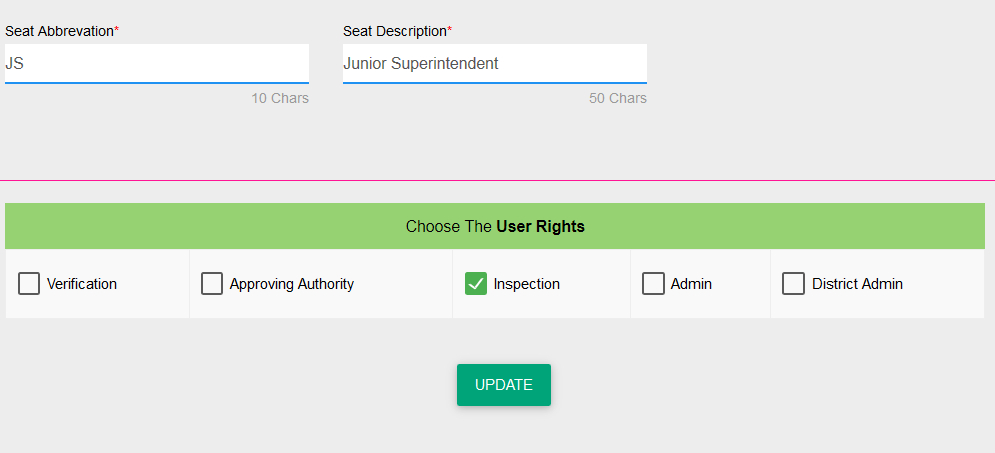 Seat Abbrevation* Seat Description*
JS Junior Superintendent
10 Chars 50 Chars
Choose The User Rights
Verification Approving Authority Inspection Admin District Admin
UPDATE